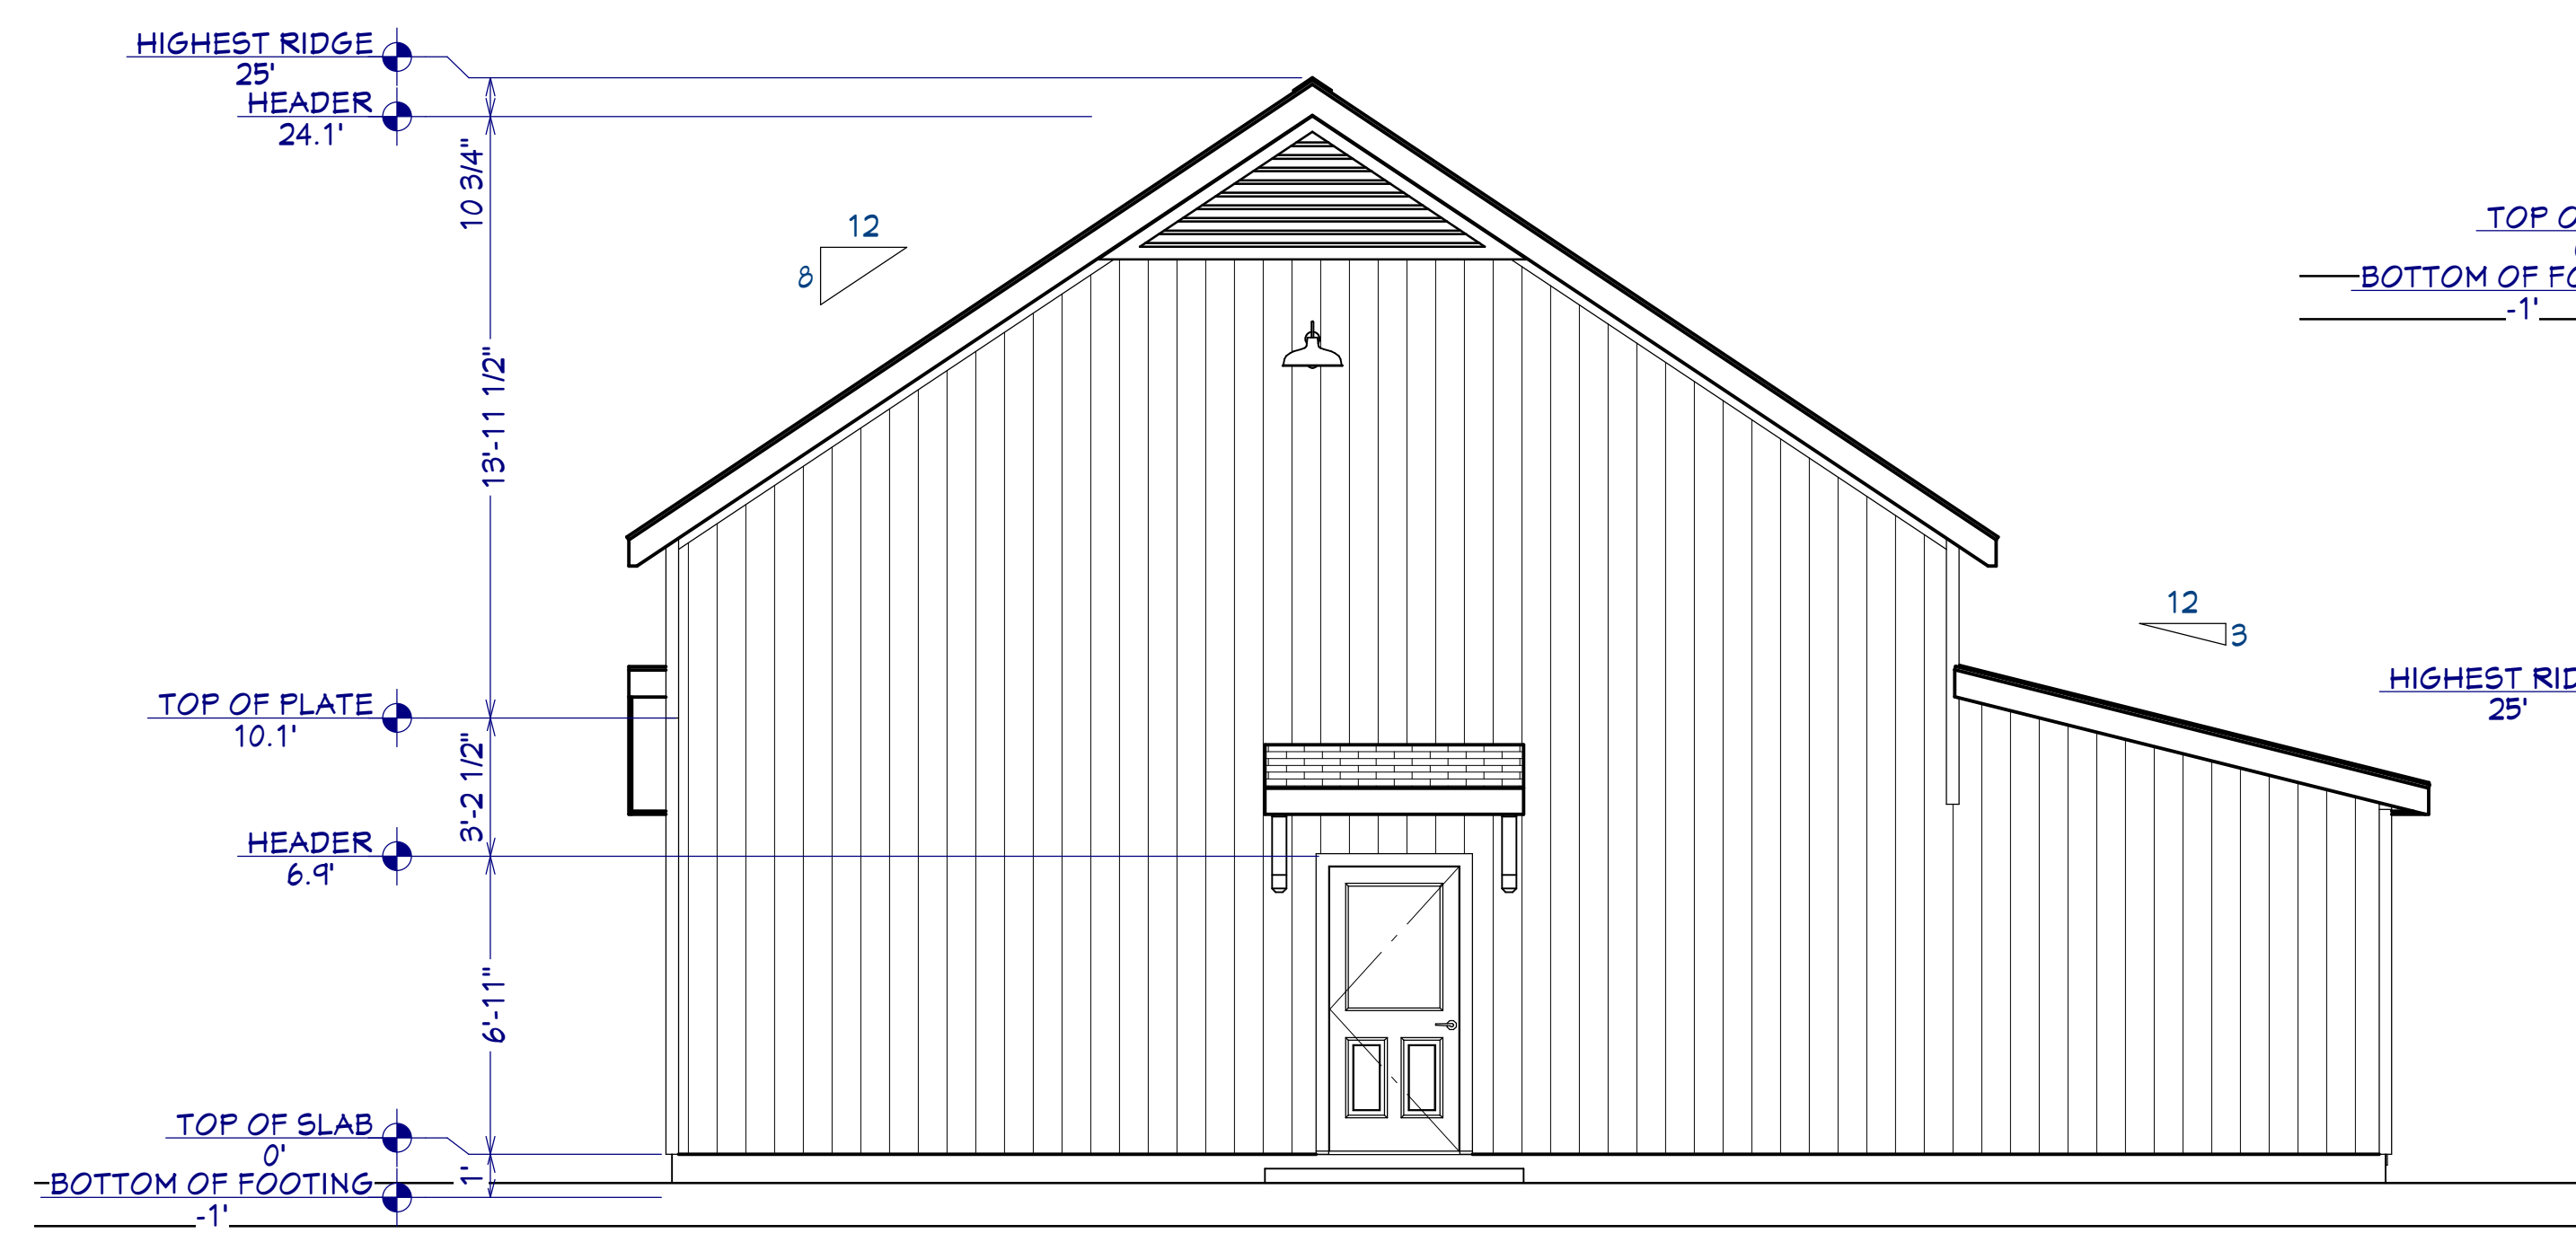 HIGHEST RIDGE
25'
HEADER
24.1'
10 3/4"
12
8
13'-11 1/2"
TOP OF PLATE
10.1'
3'-2 1/2"
HEADER
6.9'
6'-11"
TOP OF SLAB
0'
1'
BOTTOM OF FOOTING
-1'
12
3
TOP
BOTTOM OF
-1'
HIGHEST
25'